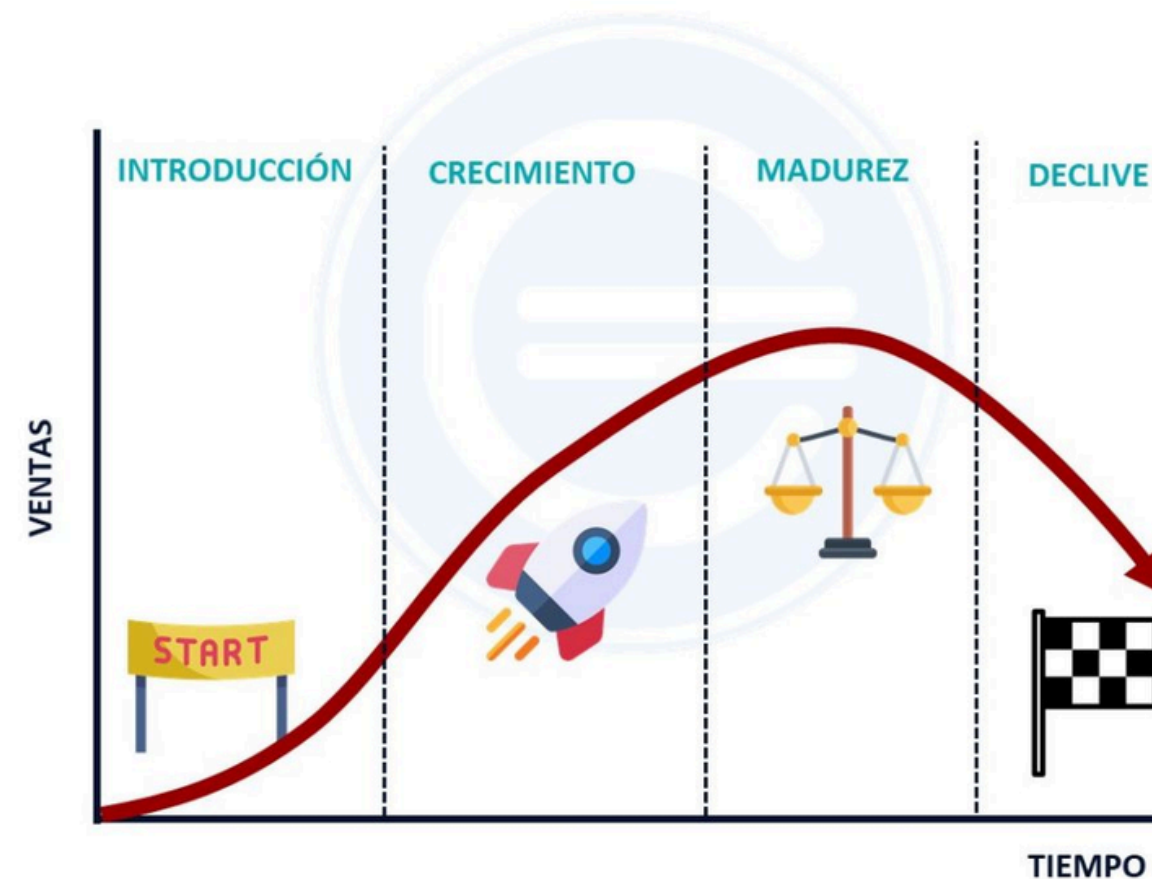 INTRODUCCIÓN
CRECIMIENTO
MADUREZ
DECLIVE
VENTAS
START
TIEMPO